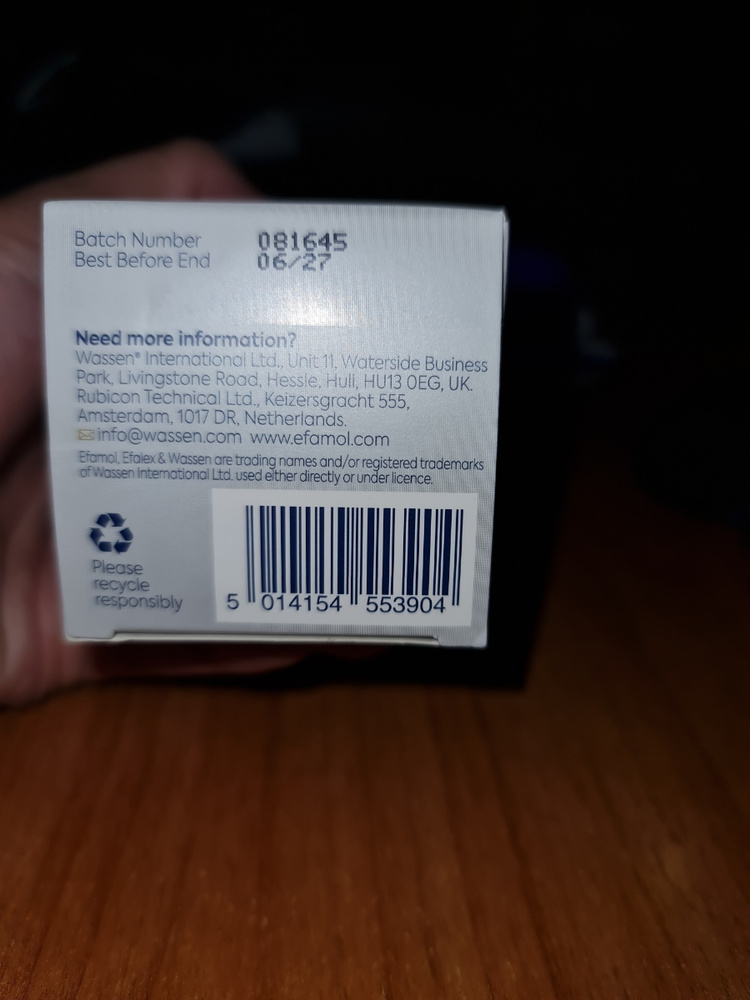 Batch Number 081645
Best Before End 06/27
Need more information?
Wassen® International Ltd., Unit 11, Waterside Business
Park, Livingstone Road, Hessle, Hull, HU13 0EG, UK.
Rubicon Technical Ltd., Keizersgracht 555,
Amsterdam, 1017 DR, Netherlands.
info@wassen.com www.efamol.com
Efamol, Efalex & Wassen are trading names and/or registered trademarks
of Wassen International Ltd. used either directly or under licence.
Please
recycle
responsibly
5 014154 553904